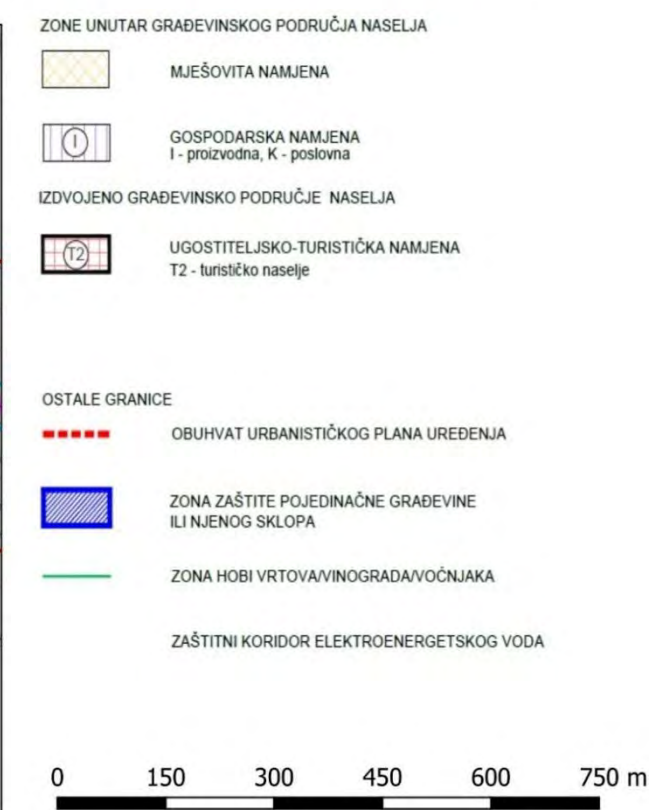 ZONE UNUTAR GRAĐEVINSKOG PODRUČJA NASELJA
MJEŠOVITA NAMJENA
I
GOSPODARSKA NAMJENA
I - proizvodna, K - poslovna
IZDVOJENO GRAĐEVINSKO PODRUČJE NASELJA
T2
UGOSTITELJSKO-TURISTIČKA NAMJENA
T2 - turističko naselje
OSTALE GRANICE
OBUHVAT URBANISTIČKOG PLANA UREĐENJA
ZONA ZAŠTITE POJEDINAČNE GRAĐEVINE
ILI NJENOG SKLOPA
ZONA HOBI VRTOVA/VINOGRADA/VOĆNJAKA
ZAŠTITNI KORIDOR ELEKTROENERGETSKOG VODA
0 150 300 450 600 750 m